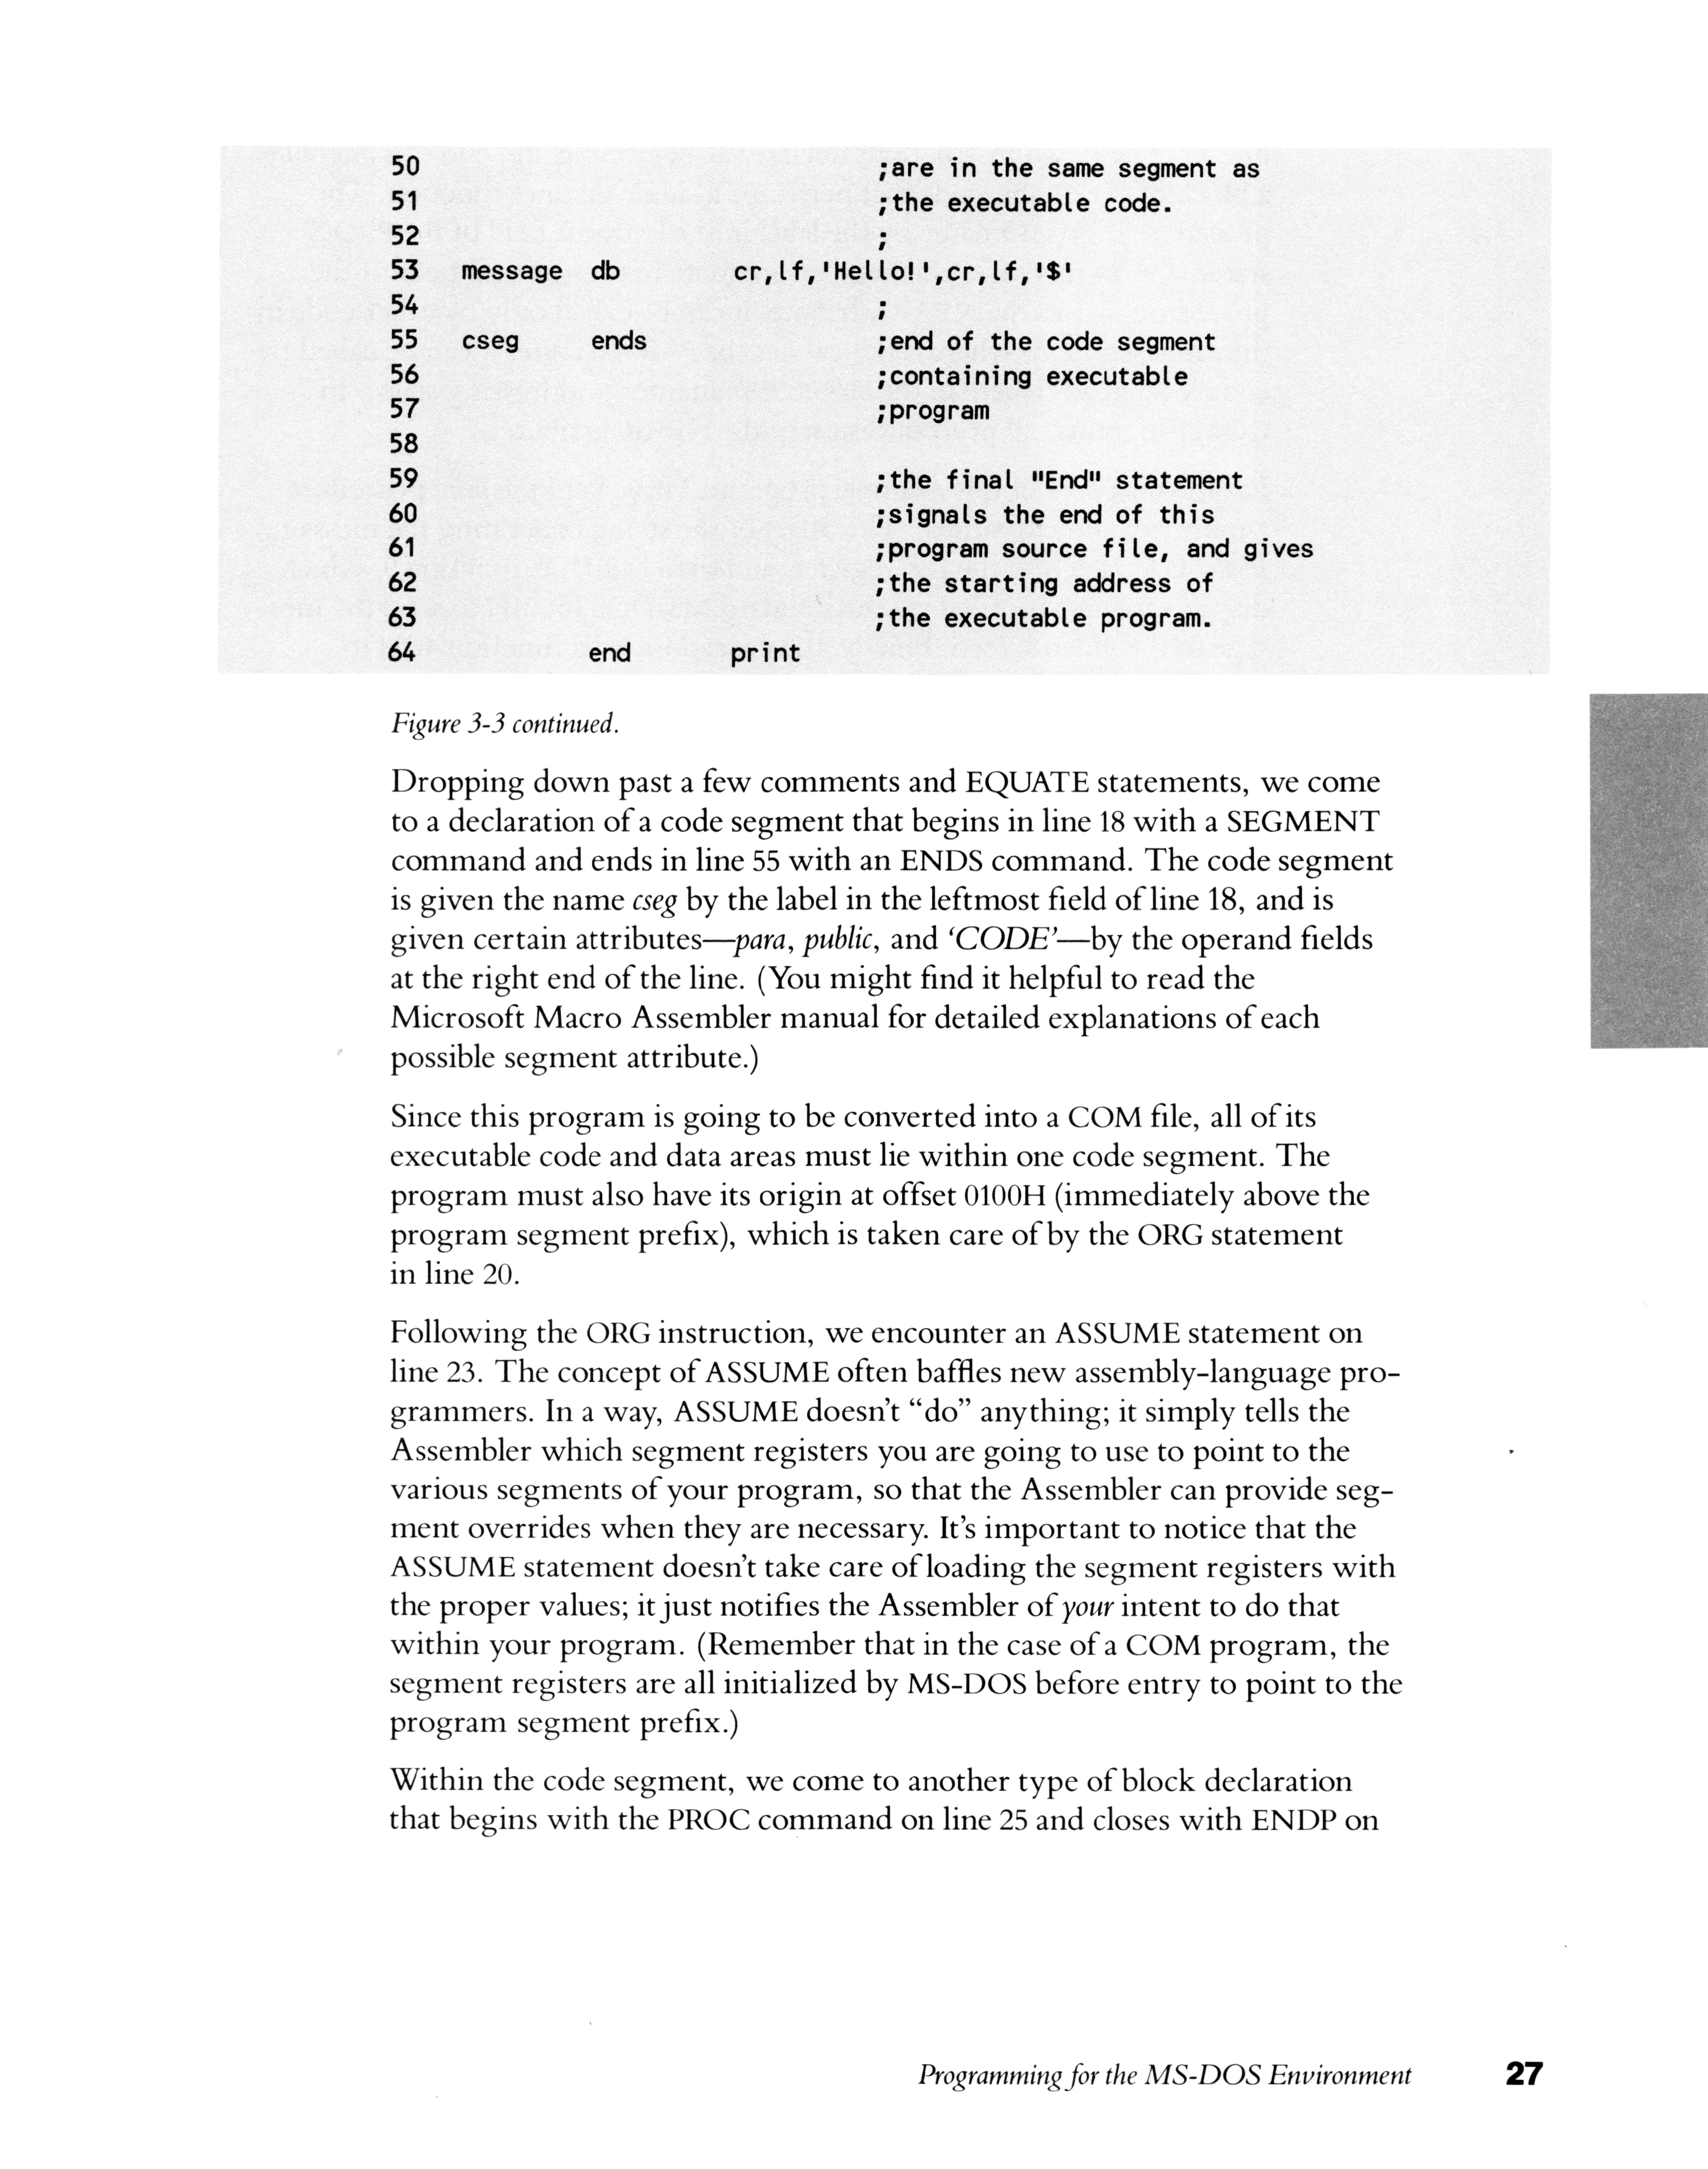 50 ;are in the same segment as
51 ;the executable code.
52 ;
53 message db cr,lf,'Hello!',cr,lf,'$'
54 ;
55 cseg ends ;end of the code segment
56 ;containing executable
57 ;program
58
59 ;the final "End" statement
60 ;signals the end of this
61 ;program source file, and gives
62 ;the starting address of
63 ;the executable program.
64 end print
Figure 3-3 continued.
Dropping down past a few comments and EQUATE statements, we come
to a declaration of a code segment that begins in line 18 with a SEGMENT
command and ends in line 55 with an ENDS command. The code segment
is given the name cseg by the label in the leftmost field of line 18, and is
given certain attributes—para, public, and ‘CODE’—by the operand fields
at the right end of the line. (You might find it helpful to read the
Microsoft Macro Assembler manual for detailed explanations of each
possible segment attribute.)
Since this program is going to be converted into a COM file, all of its
executable code and data areas must lie within one code segment. The
program must also have its origin at offset 0100H (immediately above the
program segment prefix), which is taken care of by the ORG statement
in line 20.
Following the ORG instruction, we encounter an ASSUME statement on
line 23. The concept of ASSUME often baffles new assembly-language pro-
grammers. In a way, ASSUME doesn’t “do” anything; it simply tells the
Assembler which segment registers you are going to use to point to the
various segments of your program, so that the Assembler can provide seg-
ment overrides when they are necessary. It’s important to notice that the
ASSUME statement doesn’t take care of loading the segment registers with
the proper values; it just notifies the Assembler of your intent to do that
within your program. (Remember that in the case of a COM program, the
segment registers are all initialized by MS-DOS before entry to point to the
program segment prefix.)
Within the code segment, we come to another type of block declaration
that begins with the PROC command on line 25 and closes with ENDP on
Programming for the MS-DOS Environment 27